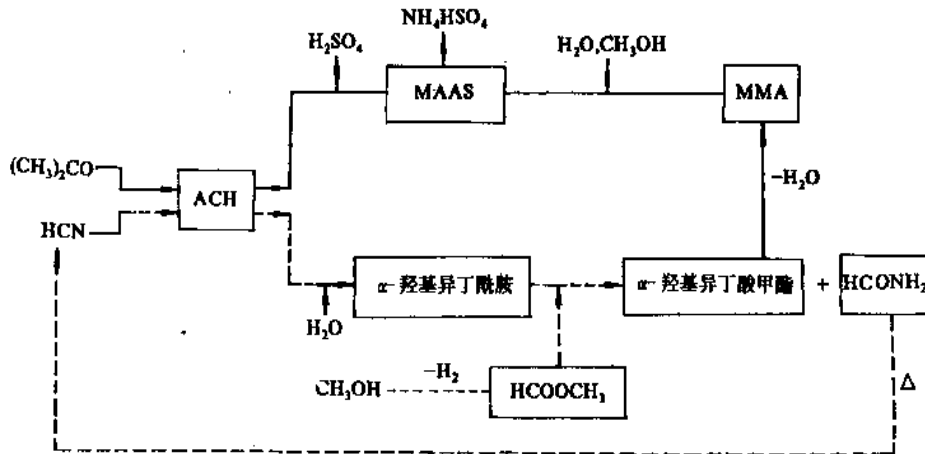 NH₄HSO₄
H₂SO₄
H₂O,CH₃OH
MAAS
MMA
(CH₃)₂CO
ACH
−H₂O
HCN
α-羟基异丁酰胺
α-羟基异丁酸甲酯 + HCONH₂
H₂O
CH₃OH
−H₂
HCOOCH₃
Δ